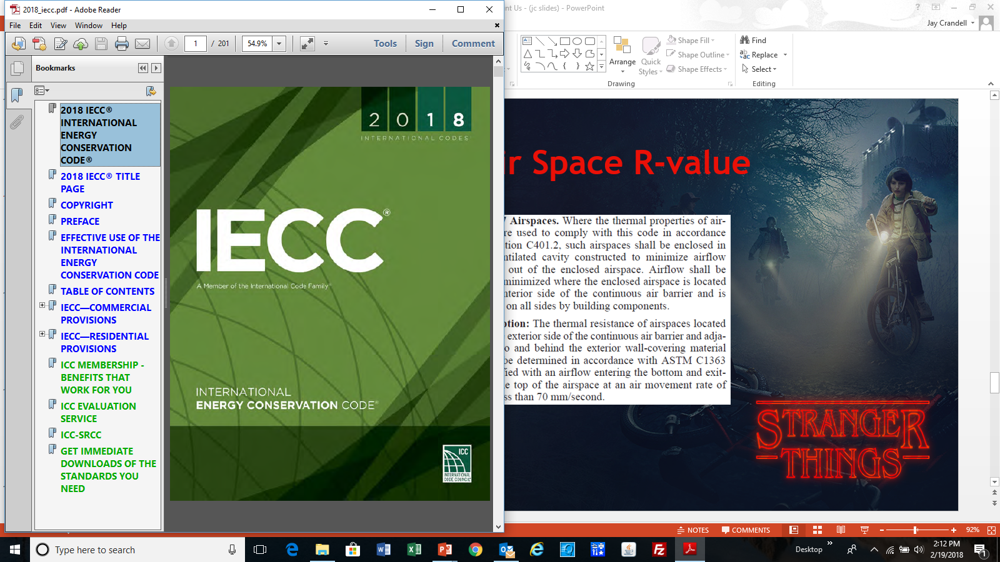 2018_iecc.pdf - Adobe Reader
File Edit View Window Help
1 / 201 54.9% Tools Sign Comment
Bookmarks
2018 IECC®
INTERNATIONAL
ENERGY
CONSERVATION
CODE®
2018 IECC® TITLE
PAGE
COPYRIGHT
PREFACE
EFFECTIVE USE OF THE
INTERNATIONAL
ENERGY
CONSERVATION CODE
TABLE OF CONTENTS
IECC—COMMERCIAL
PROVISIONS
IECC—RESIDENTIAL
PROVISIONS
ICC MEMBERSHIP -
BENEFITS THAT
WORK FOR YOU
ICC EVALUATION
SERVICE
ICC-SRCC
GET IMMEDIATE
DOWNLOADS OF THE
STANDARDS YOU
NEED
2018
INTERNATIONAL CODES®
IECC®
A Member of the International Code Family®
INTERNATIONAL
ENERGY CONSERVATION CODE®
ICC
INTERNATIONAL
CODE COUNCIL®
nt Us - (jc slides) - PowerPoint
?
Jay Crandell
Arrange
Quick
Styles
Shape Fill
Shape Outline
Shape Effects
Drawing
Find
Replace
Select
Editing
ir Space R-value
7 Airspaces. Where the thermal properties of air-
re used to comply with this code in accordance
tion C401.2, such airspaces shall be enclosed in
ntilated cavity constructed to minimize airflow
out of the enclosed airspace. Airflow shall be
minimized where the enclosed airspace is located
nterior side of the continuous air barrier and is
on all sides by building components.
otion: The thermal resistance of airspaces located
exterior side of the continuous air barrier and adja-
o and behind the exterior wall-covering material
be determined in accordance with ASTM C1363
fied with an airflow entering the bottom and exit-
e top of the airspace at an air movement rate of
ss than 70 mm/second.
STRANGER
THINGS
NOTES COMMENTS 92%
Type here to search
Desktop
2:12 PM
2/19/2018
1